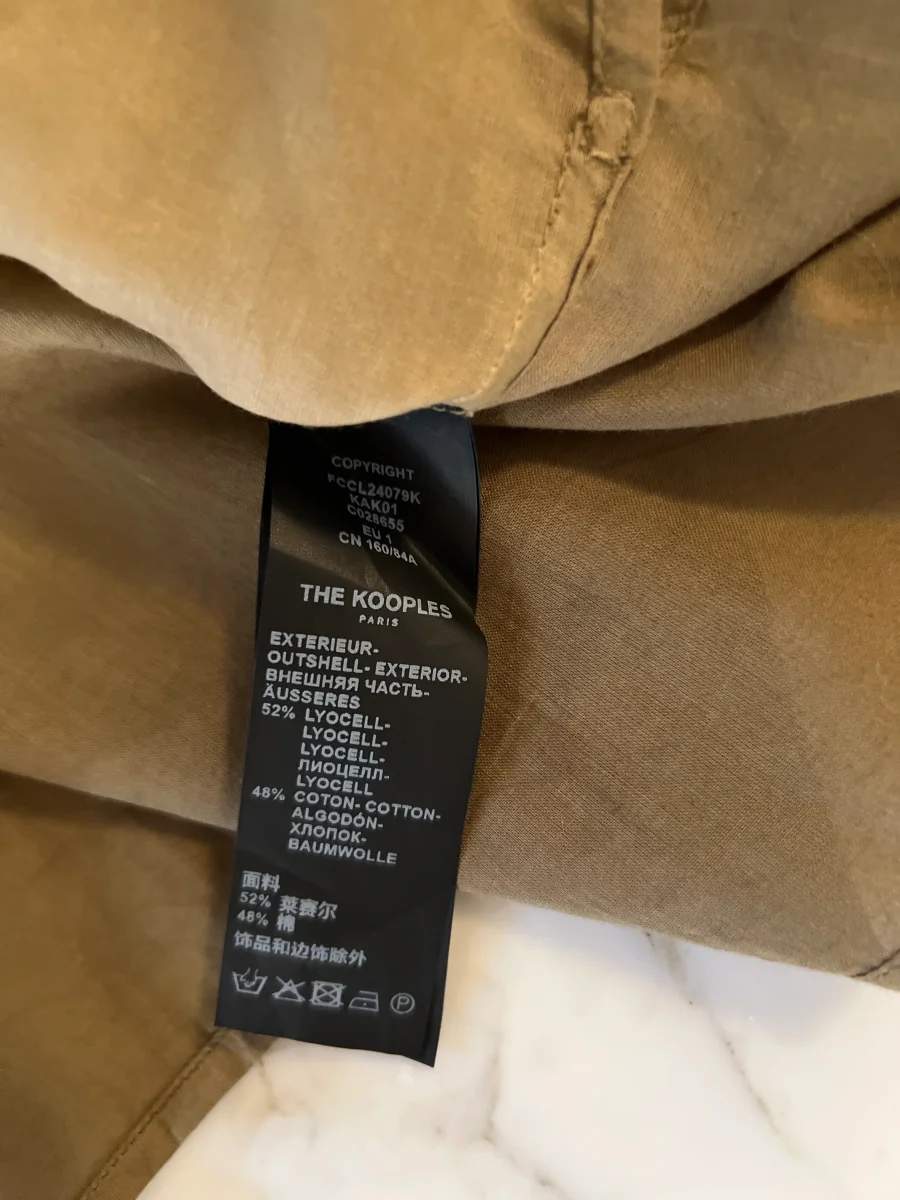 COPYRIGHT
FCCL24079K
KAK01
C028655
EU 1
CN 160/84A
THE KOOPLES
PARIS
EXTERIEUR-
OUTSHELL- EXTERIOR-
ВНЕШНЯЯ ЧАСТЬ-
ÄUSSERES
52% LYOCELL-
LYOCELL-
LYOCELL-
ЛИОЦЕЛЛ-
LYOCELL
48% COTON- COTTON-
ALGODÓN-
ХЛОПОК-
BAUMWOLLE
面料
52% 莱赛尔
48% 棉
饰品和边饰除外
P